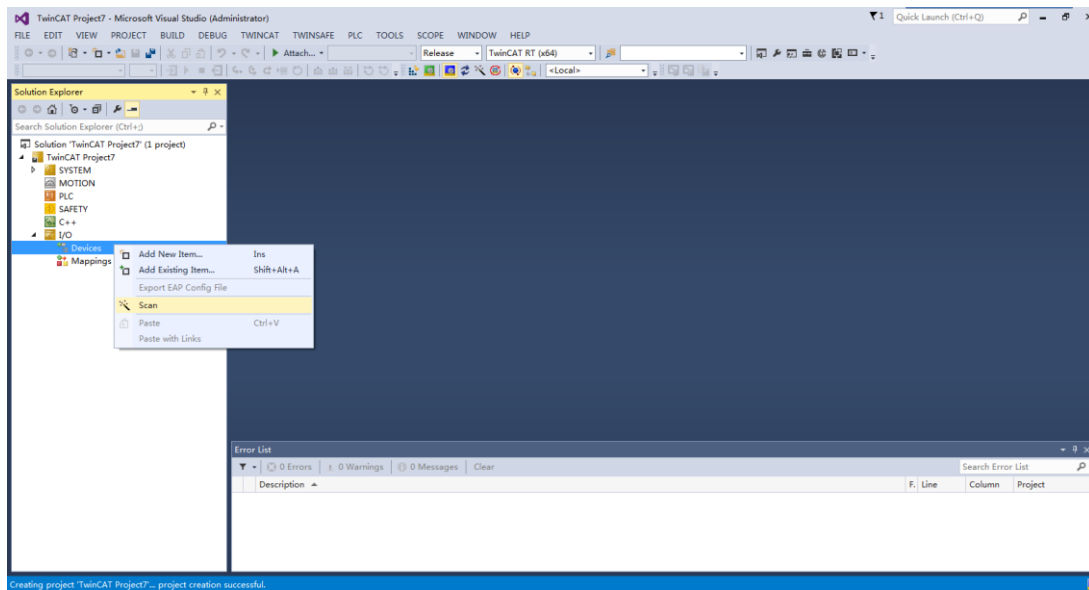 TwinCAT Project7 - Microsoft Visual Studio (Administrator)
1
Quick Launch (Ctrl+Q)
FILE EDIT VIEW PROJECT BUILD DEBUG TWINCAT TWINSAFE PLC TOOLS SCOPE WINDOW HELP
Attach... Release TwinCAT RT (x64)
<Local>
Solution Explorer
Search Solution Explorer (Ctrl+;)
Solution 'TwinCAT Project7' (1 project)
TwinCAT Project7
SYSTEM
MOTION
PLC
SAFETY
C++
I/O
Devices
Mappings
Add New Item... Ins
Add Existing Item... Shift+Alt+A
Export EAP Config File
Scan
Paste Ctrl+V
Paste with Links
Error List
0 Errors 0 Warnings 0 Messages Clear Search Error List
Description F. Line Column Project
Creating project 'TwinCAT Project7'... project creation successful.